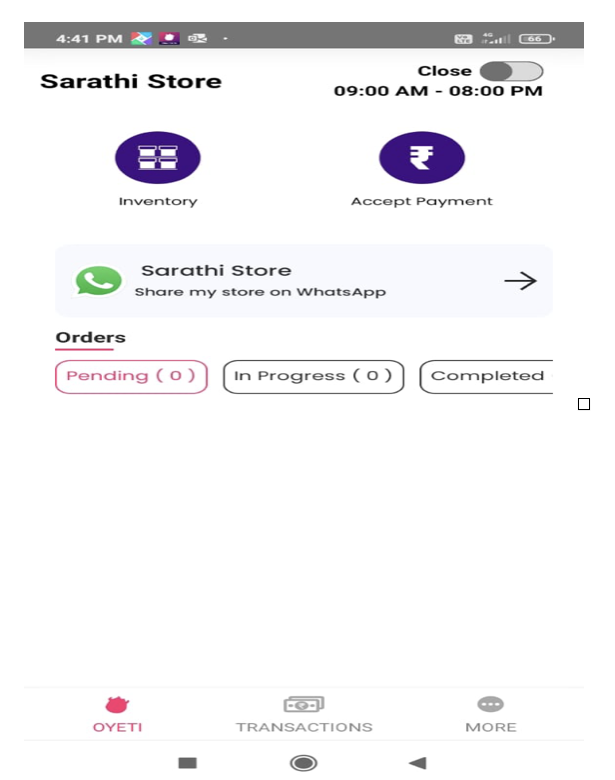 4:41 PM
4G
66
Sarathi Store
Close
09:00 AM - 08:00 PM
₹
Inventory
Accept Payment
Sarathi Store
Share my store on WhatsApp
Orders
Pending ( 0 )
In Progress ( 0 )
Completed
OYETI
TRANSACTIONS
MORE